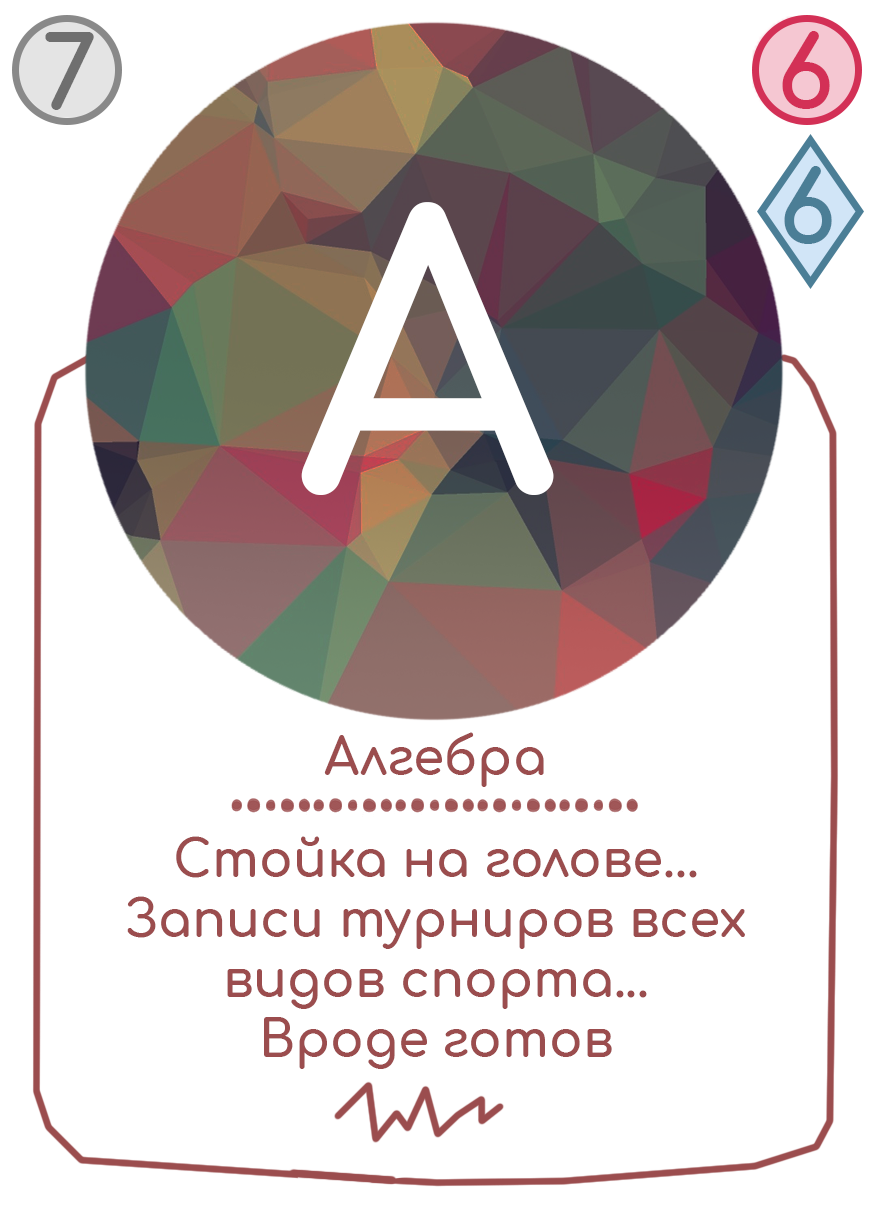 7
6
6
А
Алгебра
Стойка на голове...
Записи турниров всех
видов спорта...
Вроде готов